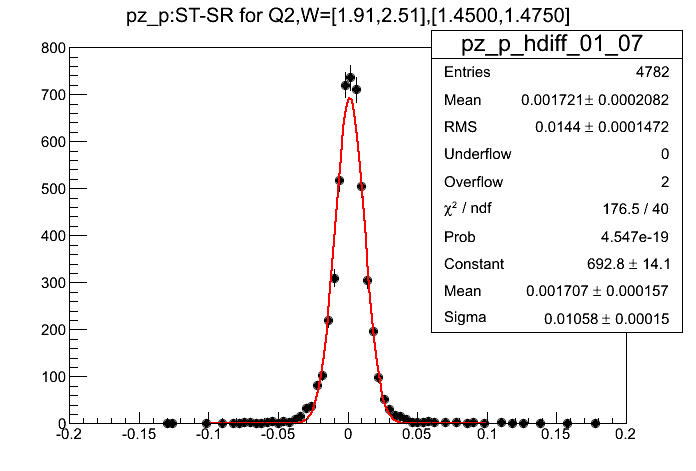 pz_p:ST-SR for Q2,W=[1.91,2.51],[1.4500,1.4750]
pz_p_hdiff_01_07
Entries 4782
Mean 0.001721± 0.0002082
RMS 0.0144 ± 0.0001472
Underflow 0
Overflow 2
χ² / ndf 176.5 / 40
Prob 4.547e-19
Constant 692.8 ± 14.1
Mean 0.001707 ± 0.000157
Sigma 0.01058 ± 0.00015
800
700
600
500
400
300
200
100
0
-0.2 -0.15 -0.1 -0.05 0 0.05 0.1 0.15 0.2